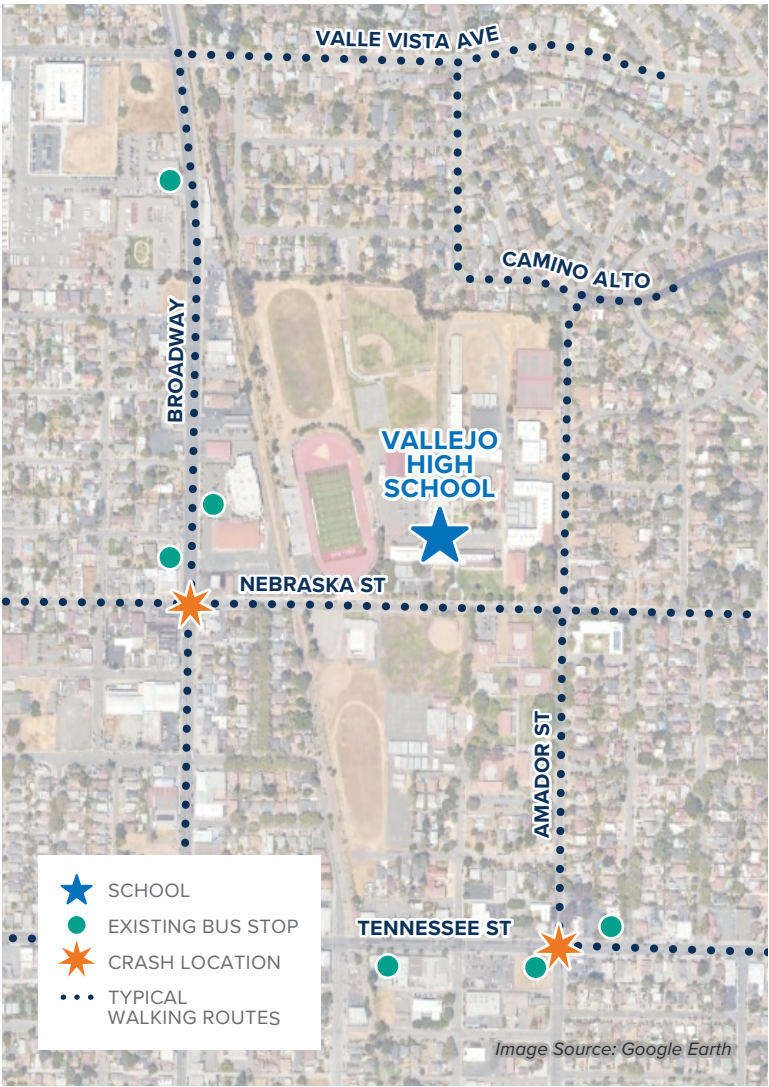 VALLE VISTA AVE
CAMINO ALTO
BROADWAY
VALLEJO
HIGH
SCHOOL
NEBRASKA ST
AMADOR ST
TENNESSEE ST
SCHOOL
EXISTING BUS STOP
CRASH LOCATION
TYPICAL
WALKING ROUTES
Image Source: Google Earth